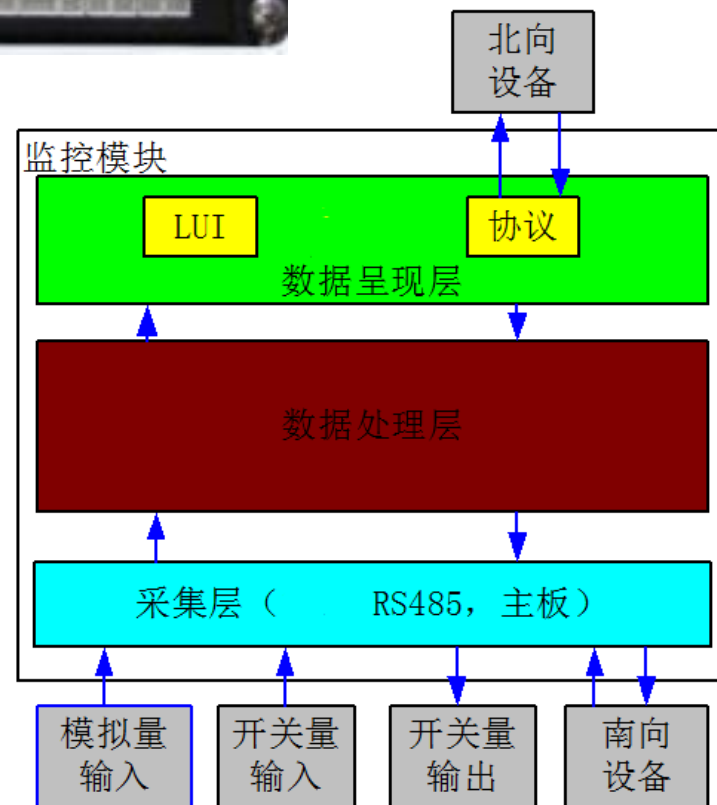 北向
设备
监控模块
LUI
协议
数据呈现层
数据处理层
采集层（ RS485，主板）
模拟量
输入
开关量
输入
开关量
输出
南向
设备